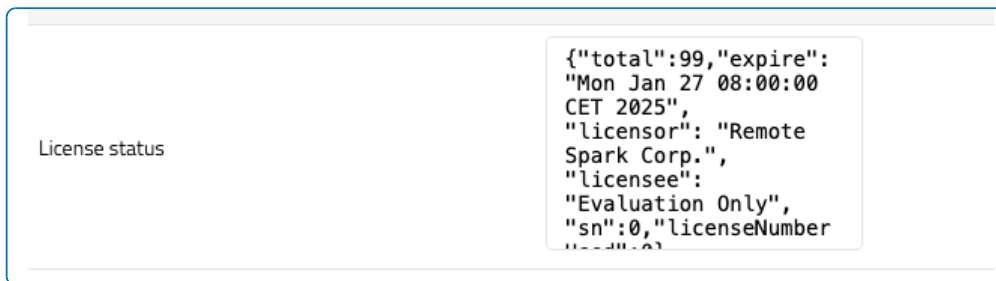 License status
{"total":99,"expire":
"Mon Jan 27 08:00:00
CET 2025",
"licensor": "Remote
Spark Corp.",
"licensee":
"Evaluation Only",
"sn":0,"licenseNumber